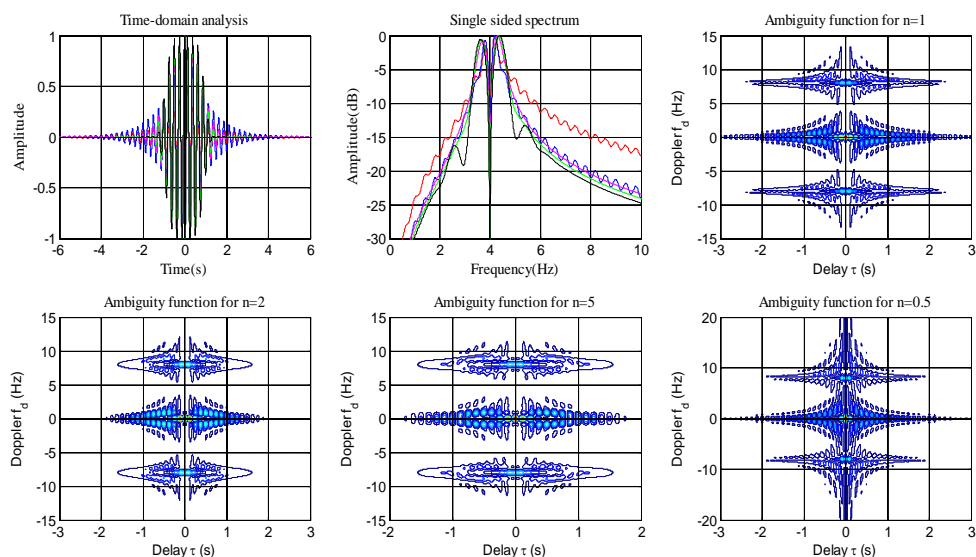 Time-domain analysis
Amplitude
1
0.5
0
-0.5
-1
-6 -4 -2 0 2 4 6
Time(s)
Single sided spectrum
Amplitude(dB)
0
-5
-10
-15
-20
-25
-30
0 2 4 6 8 10
Frequency(Hz)
Ambiguity function for n=1
Doppler f_d (Hz)
15
10
5
0
-5
-10
-15
-3 -2 -1 0 1 2 3
Delay τ (s)
Ambiguity function for n=2
Doppler f_d (Hz)
15
10
5
0
-5
-10
-15
-3 -2 -1 0 1 2 3
Delay τ (s)
Ambiguity function for n=5
Doppler f_d (Hz)
15
10
5
0
-5
-10
-15
-2 -1 0 1 2
Delay τ (s)
Ambiguity function for n=0.5
Doppler f_d (Hz)
20
10
0
-10
-20
-3 -2 -1 0 1 2 3
Delay τ (s)